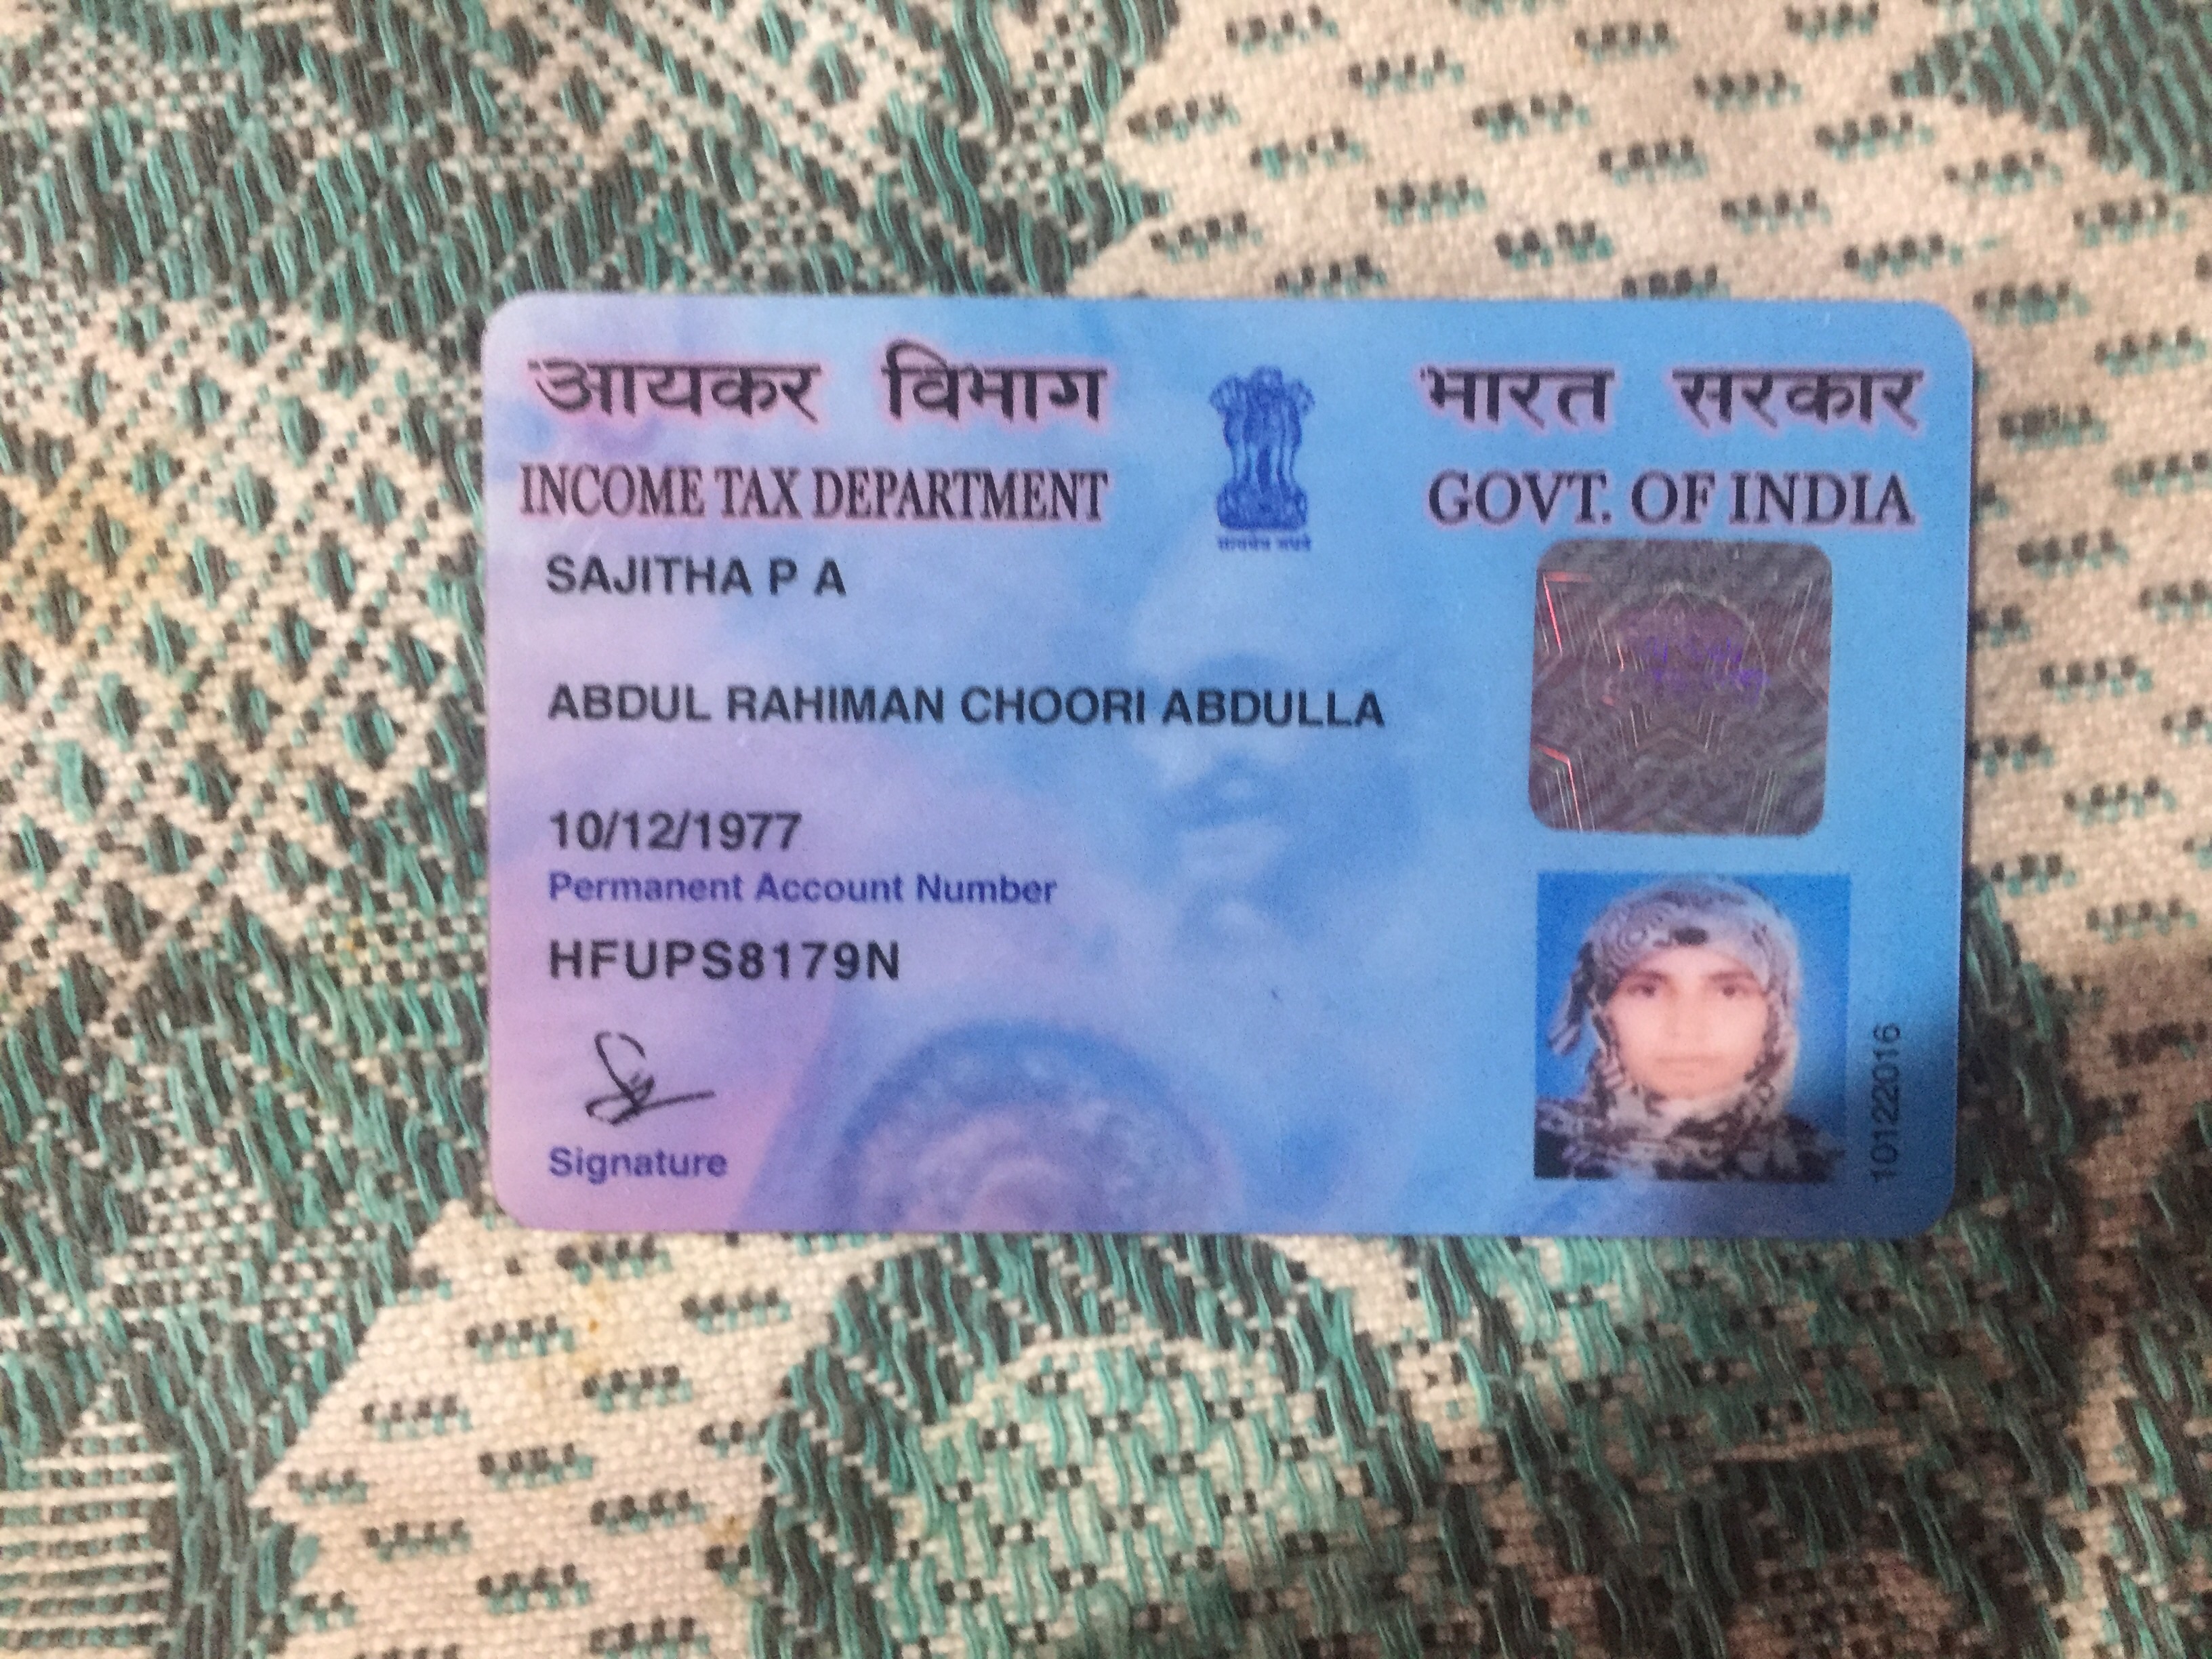 आयकर विभाग
INCOME TAX DEPARTMENT
भारत सरकार
GOVT. OF INDIA
SAJITHA P A
ABDUL RAHIMAN CHOORI ABDULLA
10/12/1977
Permanent Account Number
HFUPS8179N
Signature
10122016